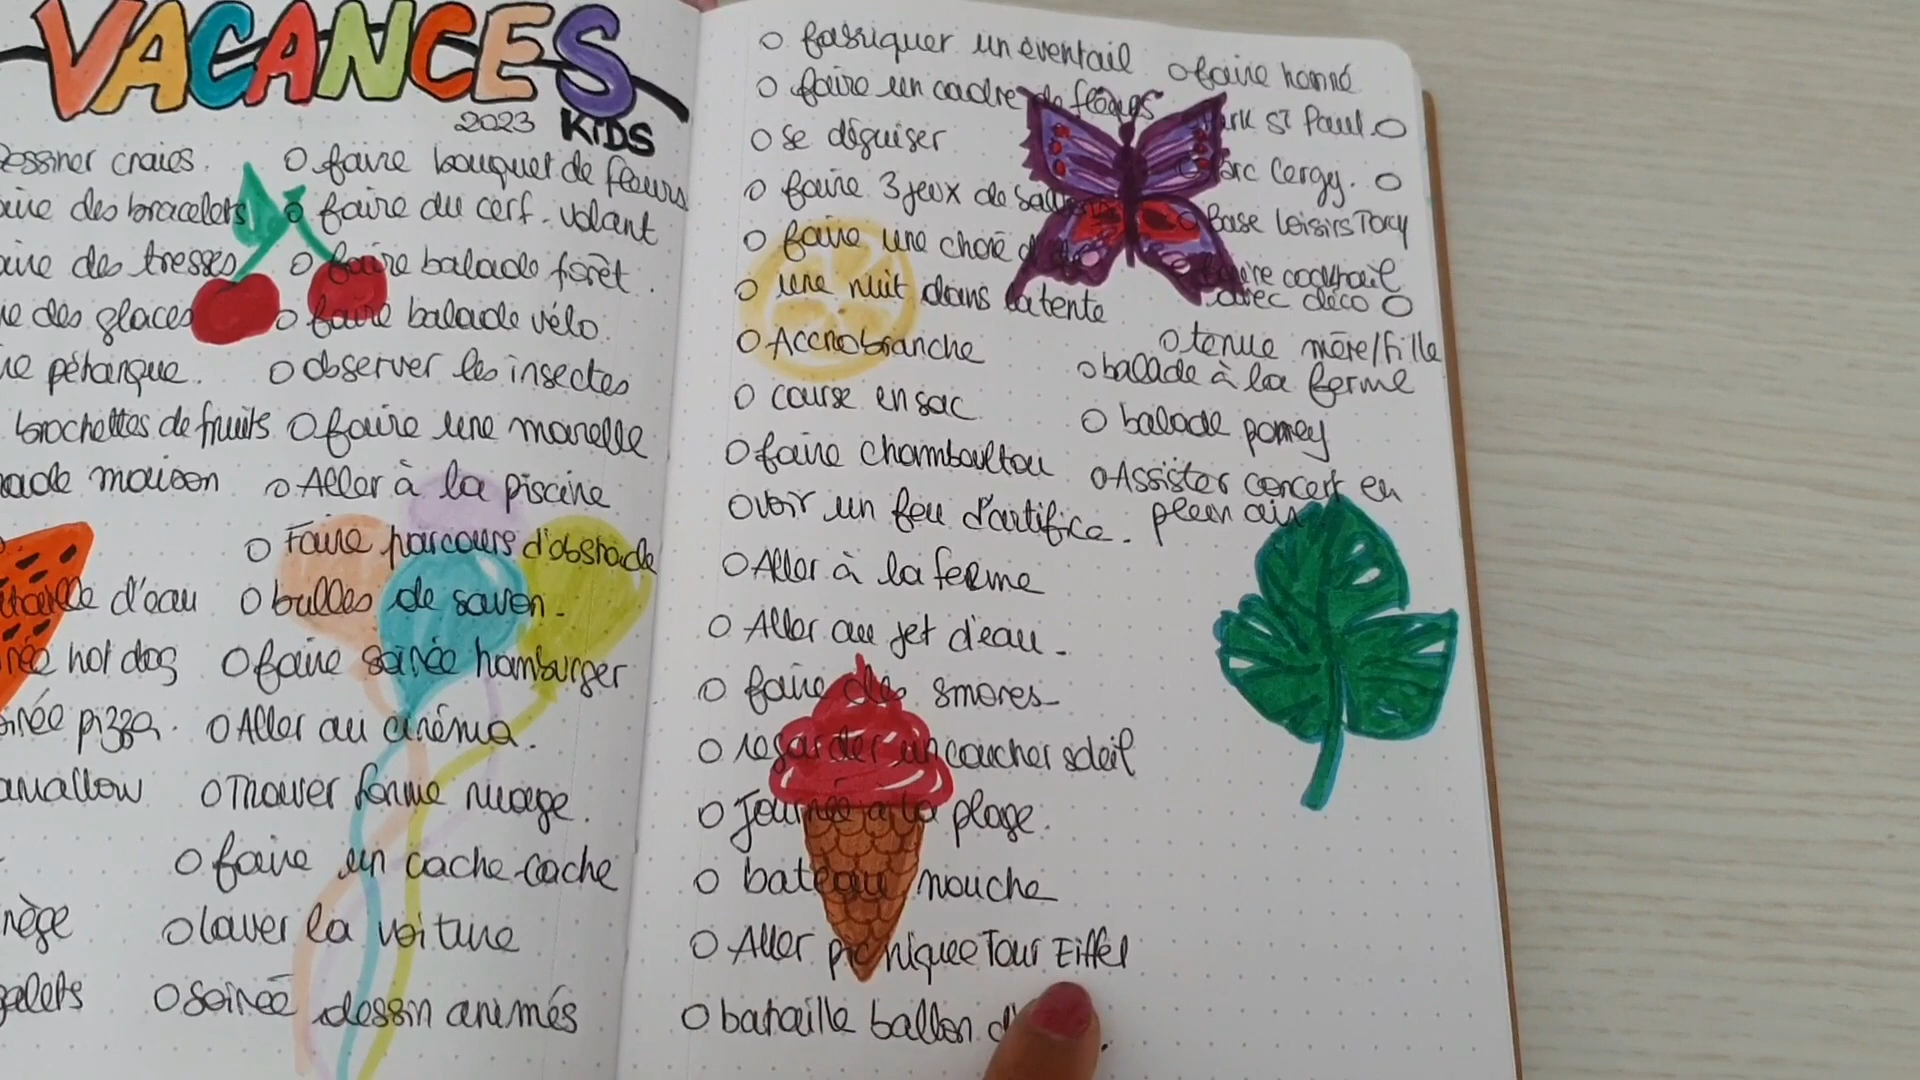 VACANCES
2023 KiDS
Dessiner craies.
faire bouquet de fleurs
des bracelets
faire du cerf-volant
des tresses
faire balade forêt.
des glaces
faire balade vélo.
pétanque.
observer les insectes
brochettes de fruits
faire une marelle
maison
Aller à la piscine
Faire parcours d'obstacle
d'eau
bulles de savon.
hot dog
faire soirée hamburger
pizza.
Aller au cinéma.
Trouver forme nuage.
faire un cache-cache
laver la voiture
soirée dessin animés
fabriquer un éventail
faire un cadre de
se déguiser
faire 3 jeux de
faire une choré
une nuit dans la tente
Accrobranche
course en sac
faire chamboultou
voir un feu d'artifice.
Aller à la ferme
Aller au jet d'eau.
faire des smores
regarder un coucher soleil
Journée a la plage.
bateau mouche
Aller pic niquee Tour Eiffel
bataille ballon
faire
St Paul.
Cergy.
Base Loisirs Torcy
avec déco
tenue mère/fille
balade à la ferme
balade poney
Assister concert en
plein air